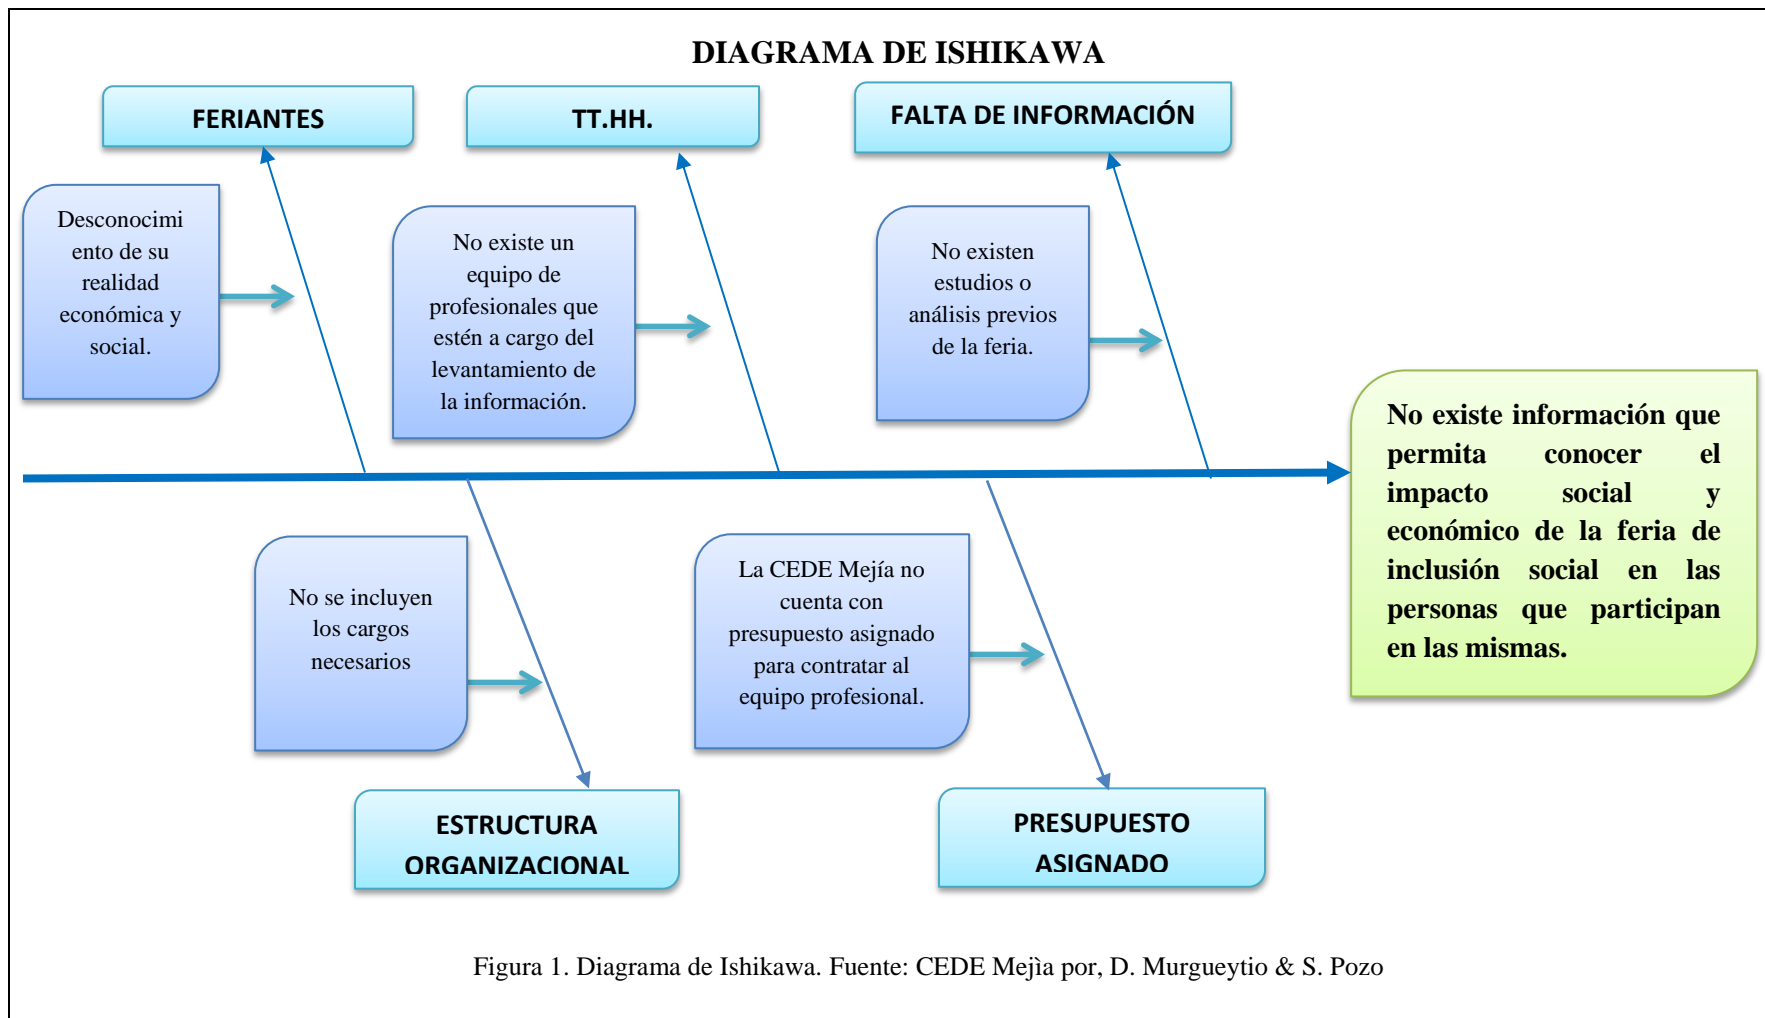 DIAGRAMA DE ISHIKAWA
FERIANTES
TT.HH.
FALTA DE INFORMACIÓN
Desconocimi
ento de su
realidad
económica y
social.
No existe un
equipo de
profesionales que
estén a cargo del
levantamiento de
la información.
No existen
estudios o
análisis previos
de la feria.
No existe información que
permita conocer el
impacto social y
económico de la feria de
inclusión social en las
personas que participan
en las mismas.
No se incluyen
los cargos
necesarios
La CEDE Mejía no
cuenta con
presupuesto asignado
para contratar al
equipo profesional.
ESTRUCTURA
ORGANIZACIONAL
PRESUPUESTO
ASIGNADO
Figura 1. Diagrama de Ishikawa. Fuente: CEDE Mejìa por, D. Murgueytio & S. Pozo